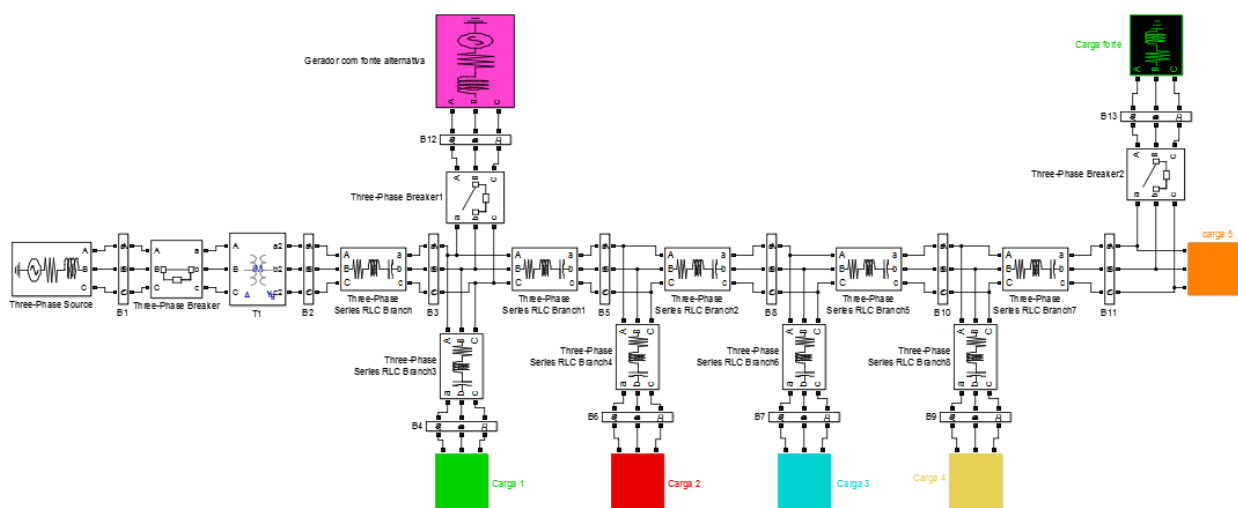 Gerador com fonte alternativa
Carga forte
A B C
A B C
B12
B13
A B C
A B C
Three-Phase Breaker1
Three-Phase Breaker2
a b c
a b c
carga 5
A a A a2 A a A a A a A a A a
B B b B b2 B b B b B b B b B b
C c C c2 C c C c C c C c C c
Three-Phase Source
B1
Three-Phase Breaker
T1
B2
Three-Phase
Series RLC Branch
B3
Three-Phase
Series RLC Branch1
B5
Three-Phase
Series RLC Branch2
B8
Three-Phase
Series RLC Branch5
B10
Three-Phase
Series RLC Branch7
B11
A B C
A B C
A B C
A B C
Three-Phase
Series RLC Branch3
Three-Phase
Series RLC Branch4
Three-Phase
Series RLC Branch6
Three-Phase
Series RLC Branch8
a b c
a b c
a b c
a b c
B4
B6
B7
B9
Carga 1
Carga 2
Carga 3
Carga 4